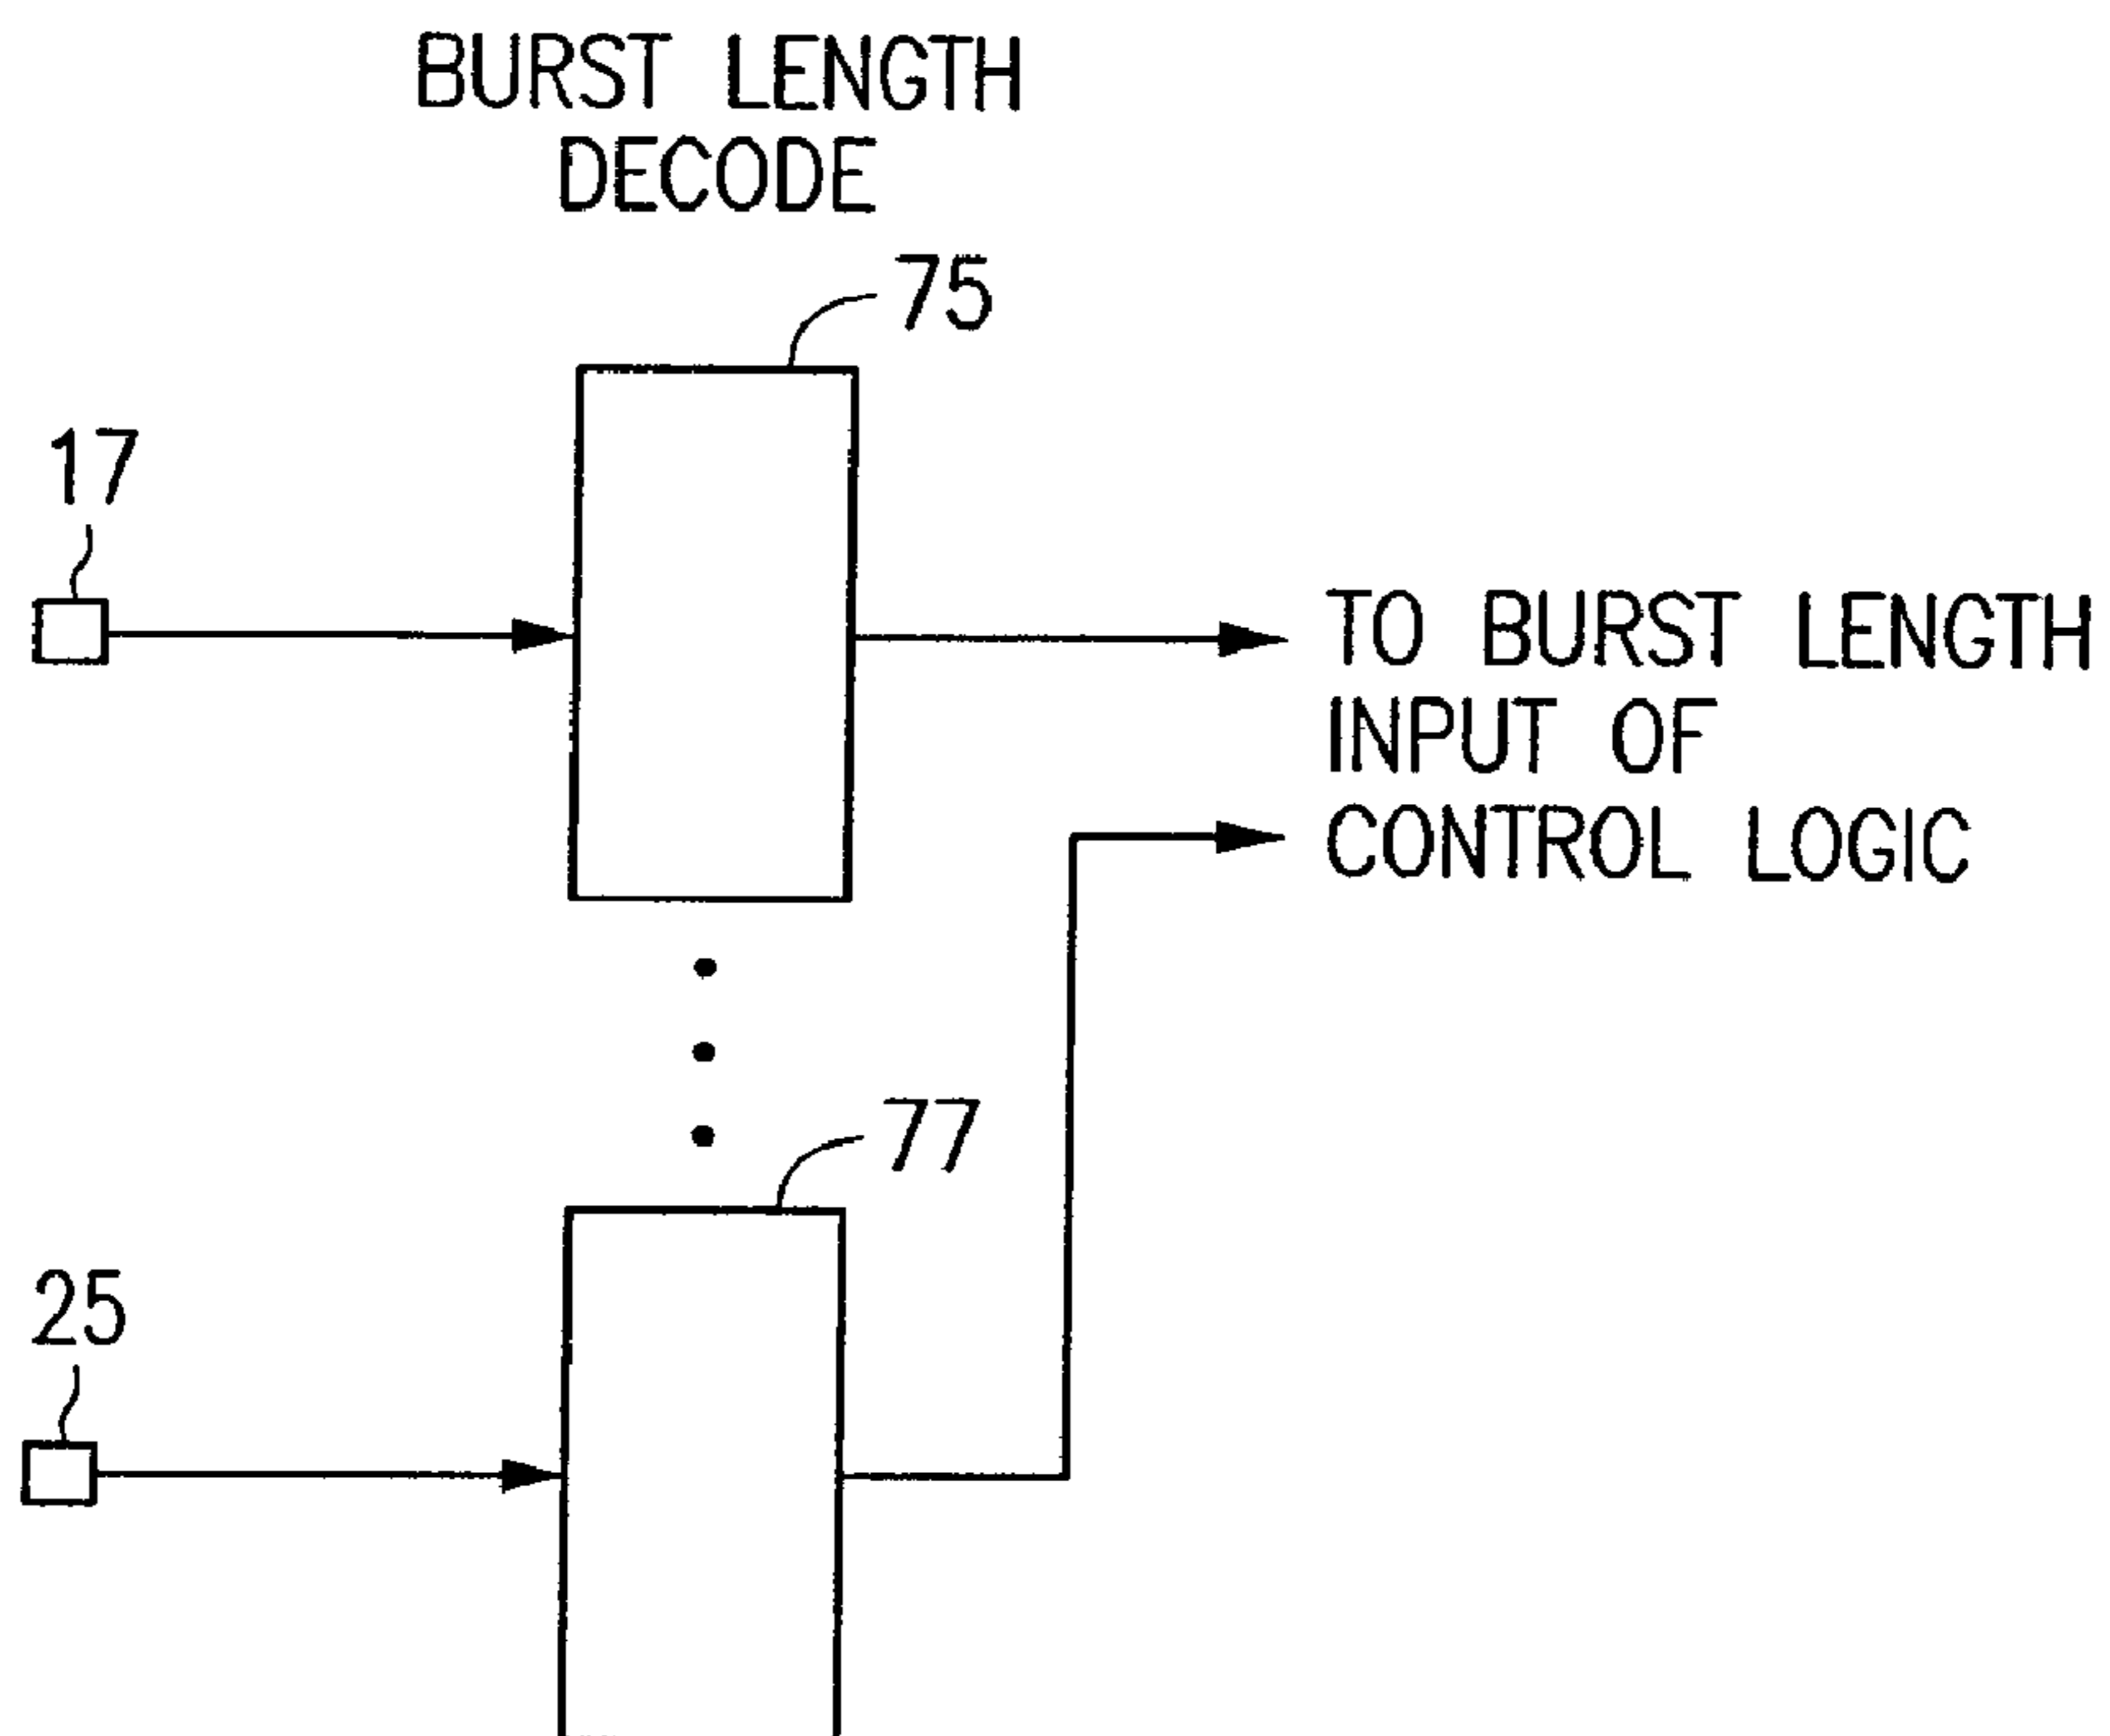 BURST LENGTH
DECODE
75
17
TO BURST LENGTH
INPUT OF
CONTROL LOGIC
77
25